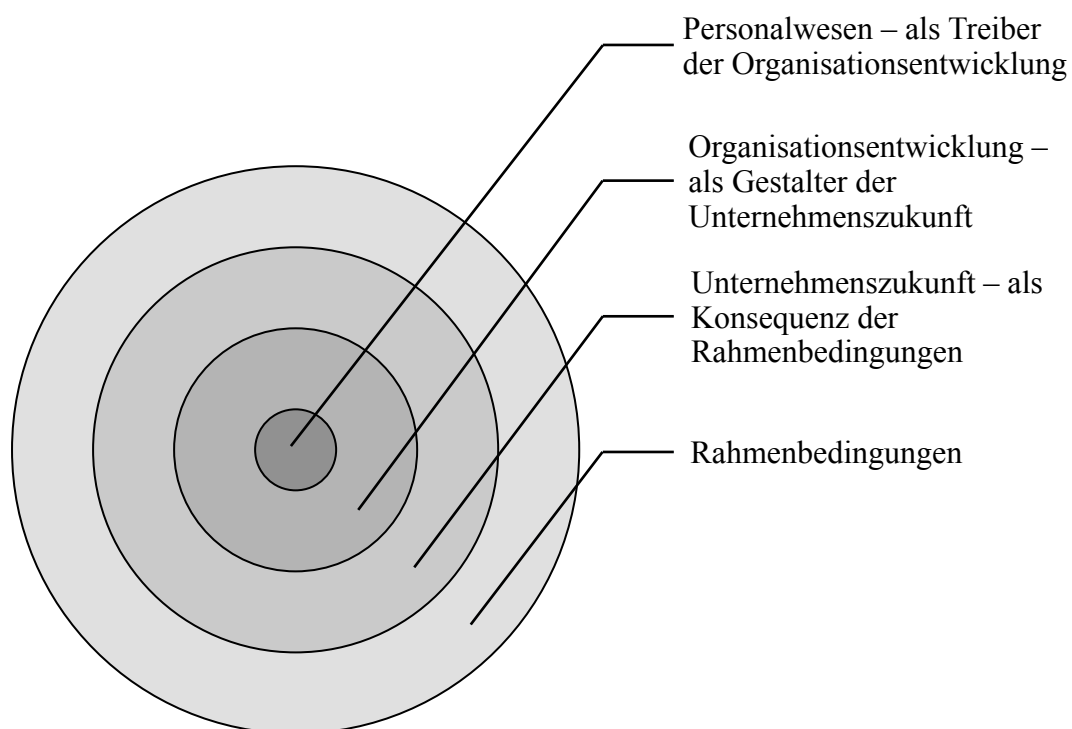 Personalwesen – als Treiber
der Organisationsentwicklung
Organisationsentwicklung –
als Gestalter der
Unternehmenszukunft
Unternehmenszukunft – als
Konsequenz der
Rahmenbedingungen
Rahmenbedingungen